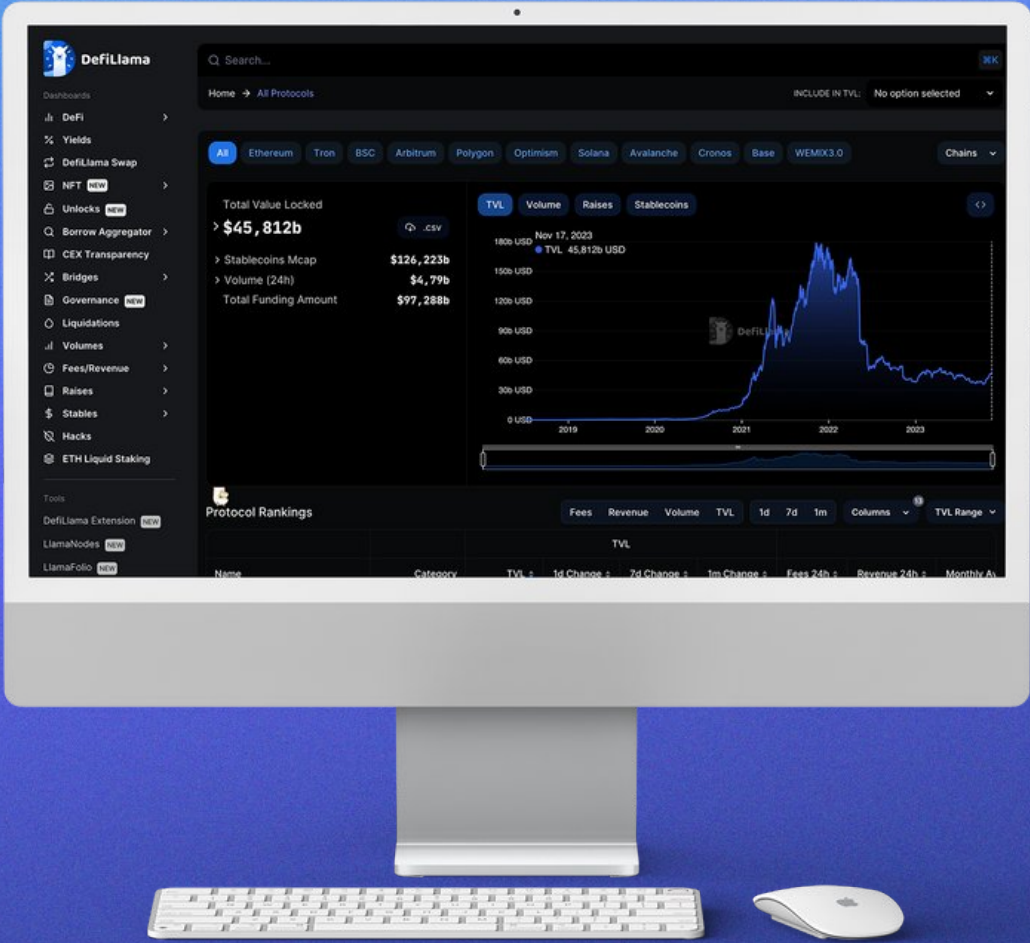 DefiLlama
Search...
⌘K
Dashboards
DeFi
Yields
DefiLlama Swap
NFT NEW
Unlocks NEW
Borrow Aggregator
CEX Transparency
Bridges
Governance NEW
Liquidations
Volumes
Fees/Revenue
Raises
Stables
Hacks
ETH Liquid Staking
Tools
DefiLlama Extension NEW
LlamaNodes NEW
LlamaFolio NEW
Home → All Protocols
INCLUDE IN TVL: No option selected
All Ethereum Tron BSC Arbitrum Polygon Optimism Solana Avalanche Cronos Base WEMIX3.0 Chains
Total Value Locked
$45,812b .csv
Stablecoins Mcap $126,223b
Volume (24h) $4,79b
Total Funding Amount $97,288b
TVL Volume Raises Stablecoins <>
Nov 17, 2023
TVL 45,812b USD
180b USD
150b USD
120b USD
90b USD
60b USD
30b USD
0 USD
DefiLlama
2019 2020 2021 2022 2023
Protocol Rankings
Fees Revenue Volume TVL 1d 7d 1m Columns 13 TVL Range
TVL
Name Category TVL 1d Change 7d Change 1m Change Fees 24h Revenue 24h Monthly